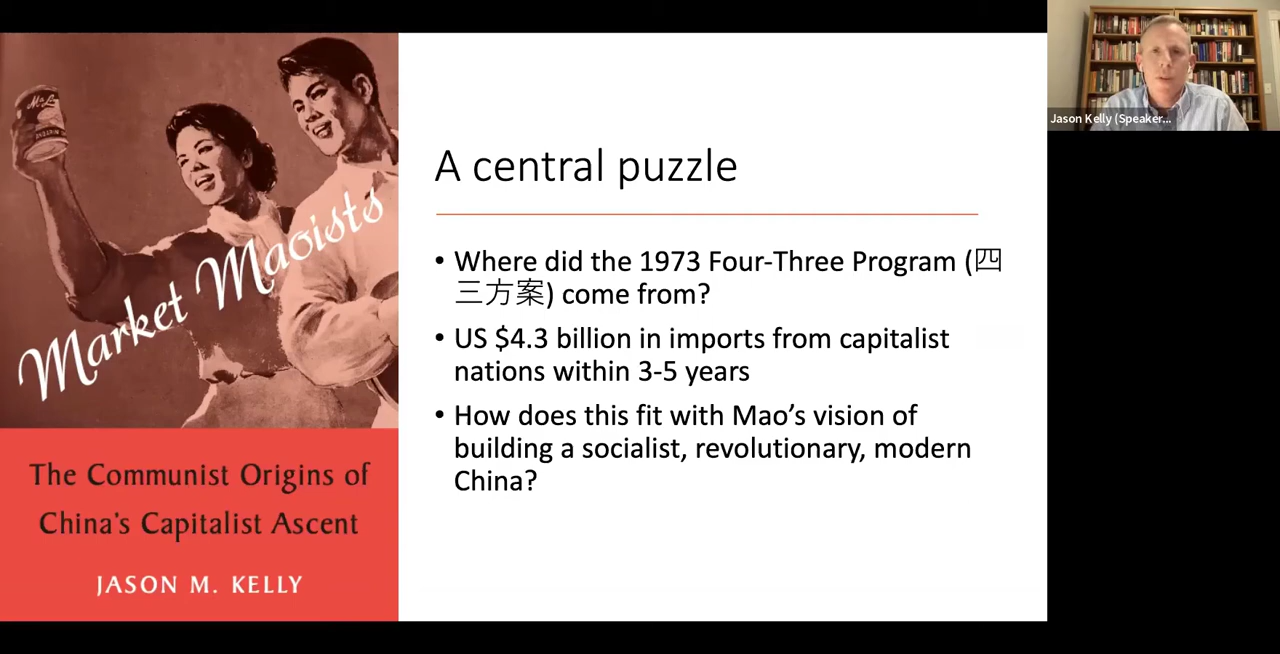 Market Maoists
The Communist Origins of
China's Capitalist Ascent
JASON M. KELLY
A central puzzle
• Where did the 1973 Four-Three Program (四
三方案) come from?
• US $4.3 billion in imports from capitalist
nations within 3-5 years
• How does this fit with Mao's vision of
building a socialist, revolutionary, modern
China?
Jason Kelly (Speaker...